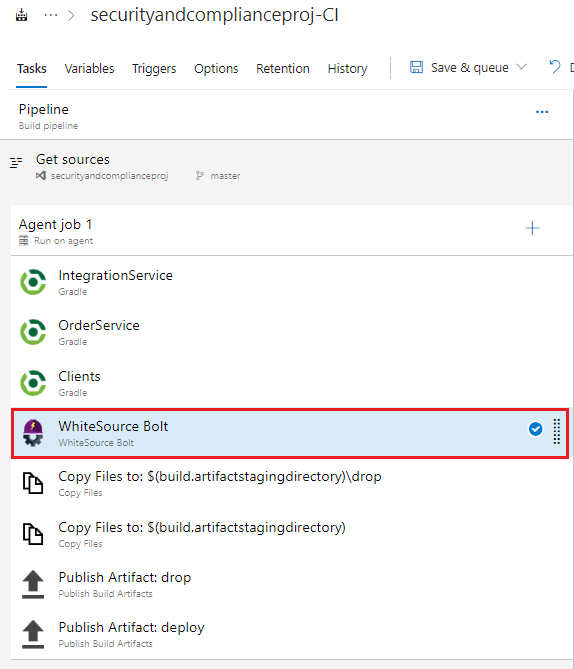 ··· > securityandcomplianceproj-CI
Tasks Variables Triggers Options Retention History Save & queue
Pipeline ···
Build pipeline
Get sources
securityandcomplianceproj master
Agent job 1 +
Run on agent
IntegrationService
Gradle
OrderService
Gradle
Clients
Gradle
WhiteSource Bolt
WhiteSource Bolt
Copy Files to: $(build.artifactstagingdirectory)\drop
Copy Files
Copy Files to: $(build.artifactstagingdirectory)
Copy Files
Publish Artifact: drop
Publish Build Artifacts
Publish Artifact: deploy
Publish Build Artifacts